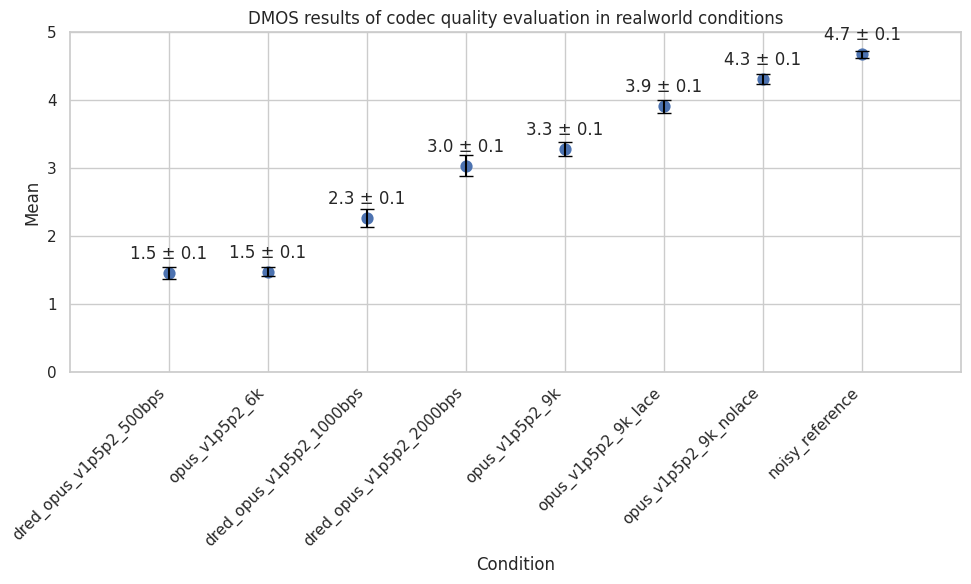 DMOS results of codec quality evaluation in realworld conditions
Mean
5
4
3
2
1
0
1.5 ± 0.1
1.5 ± 0.1
2.3 ± 0.1
3.0 ± 0.1
3.3 ± 0.1
3.9 ± 0.1
4.3 ± 0.1
4.7 ± 0.1
dred_opus_v1p5p2_500bps
opus_v1p5p2_6k
dred_opus_v1p5p2_1000bps
dred_opus_v1p5p2_2000bps
opus_v1p5p2_9k
opus_v1p5p2_9k_lace
opus_v1p5p2_9k_nolace
noisy_reference
Condition